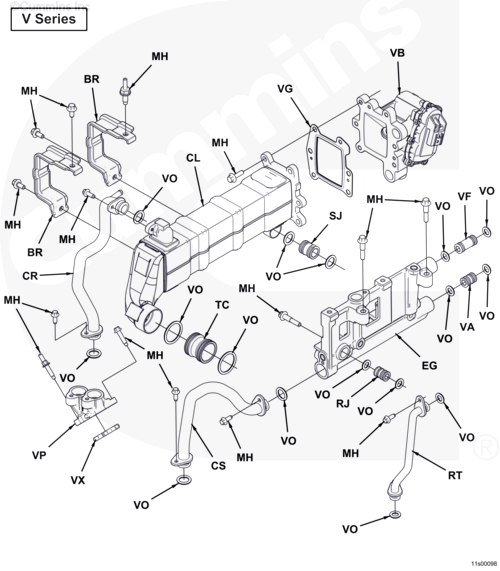 ©Cummins Inc.
V Series
MH
VB
BR
MH
VG
MH
VO
CL
SJ
MH
VO
VF
MH
MH
BR
VO
CR
VO
VO
VO
MH
VO
TC
VO
MH
VO
VA
EG
VO
MH
VO
RJ
VO
VO
VP
VO
VX
CS
MH
MH
VO
RT
VO
VO
cummins
®
11s00098